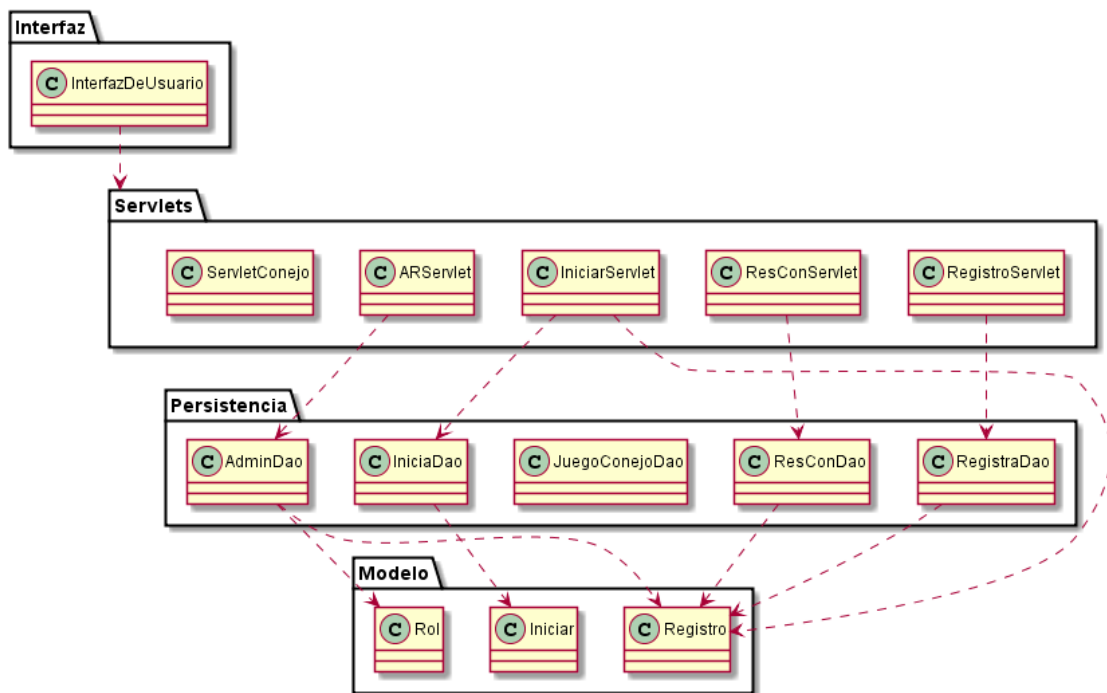 Interfaz
C InterfazDeUsuario
Servlets
C ServletConejo
C ARServlet
C IniciarServlet
C ResConServlet
C RegistroServlet
Persistencia
C AdminDao
C IniciaDao
C JuegoConejoDao
C ResConDao
C RegistraDao
Modelo
C Rol
C Iniciar
C Registro